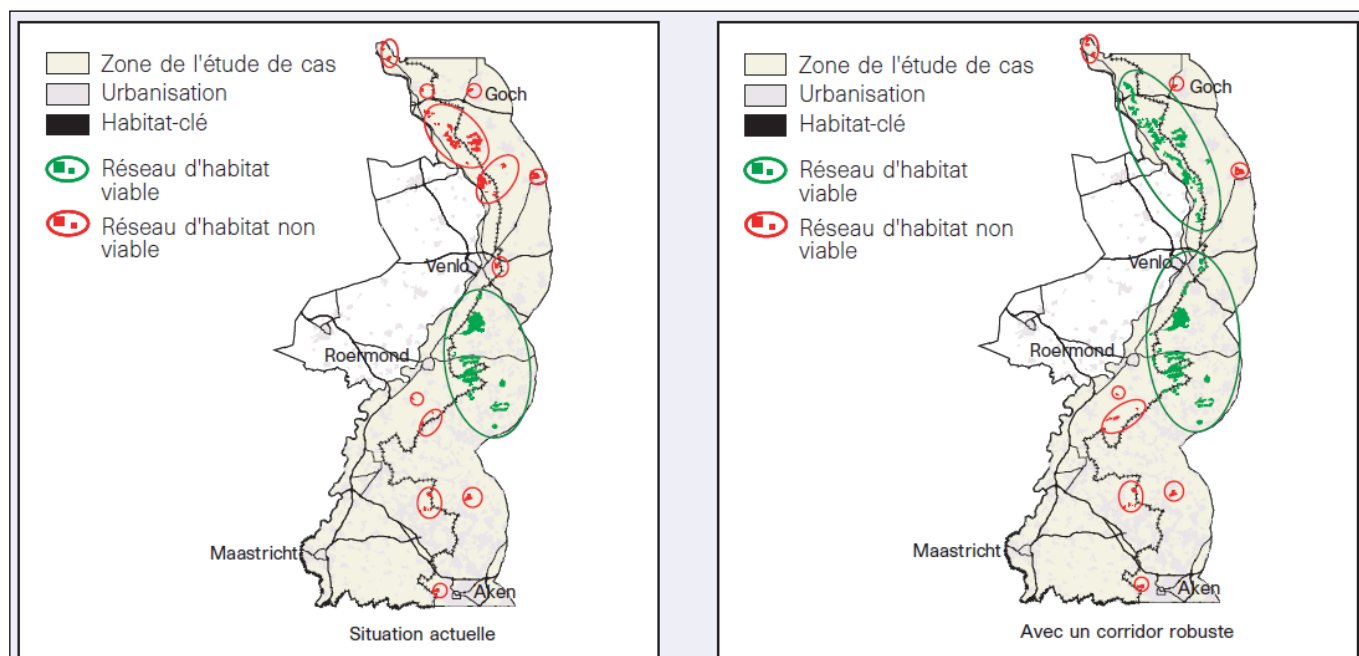 Zone de l'étude de cas
Urbanisation
Habitat-clé
Réseau d'habitat
viable
Réseau d'habitat non
viable
Goch
Venlo
Roermond
Maastricht
Aken
Situation actuelle
Zone de l'étude de cas
Urbanisation
Habitat-clé
Réseau d'habitat
viable
Réseau d'habitat non
viable
Goch
Venlo
Roermond
Maastricht
Aken
Avec un corridor robuste